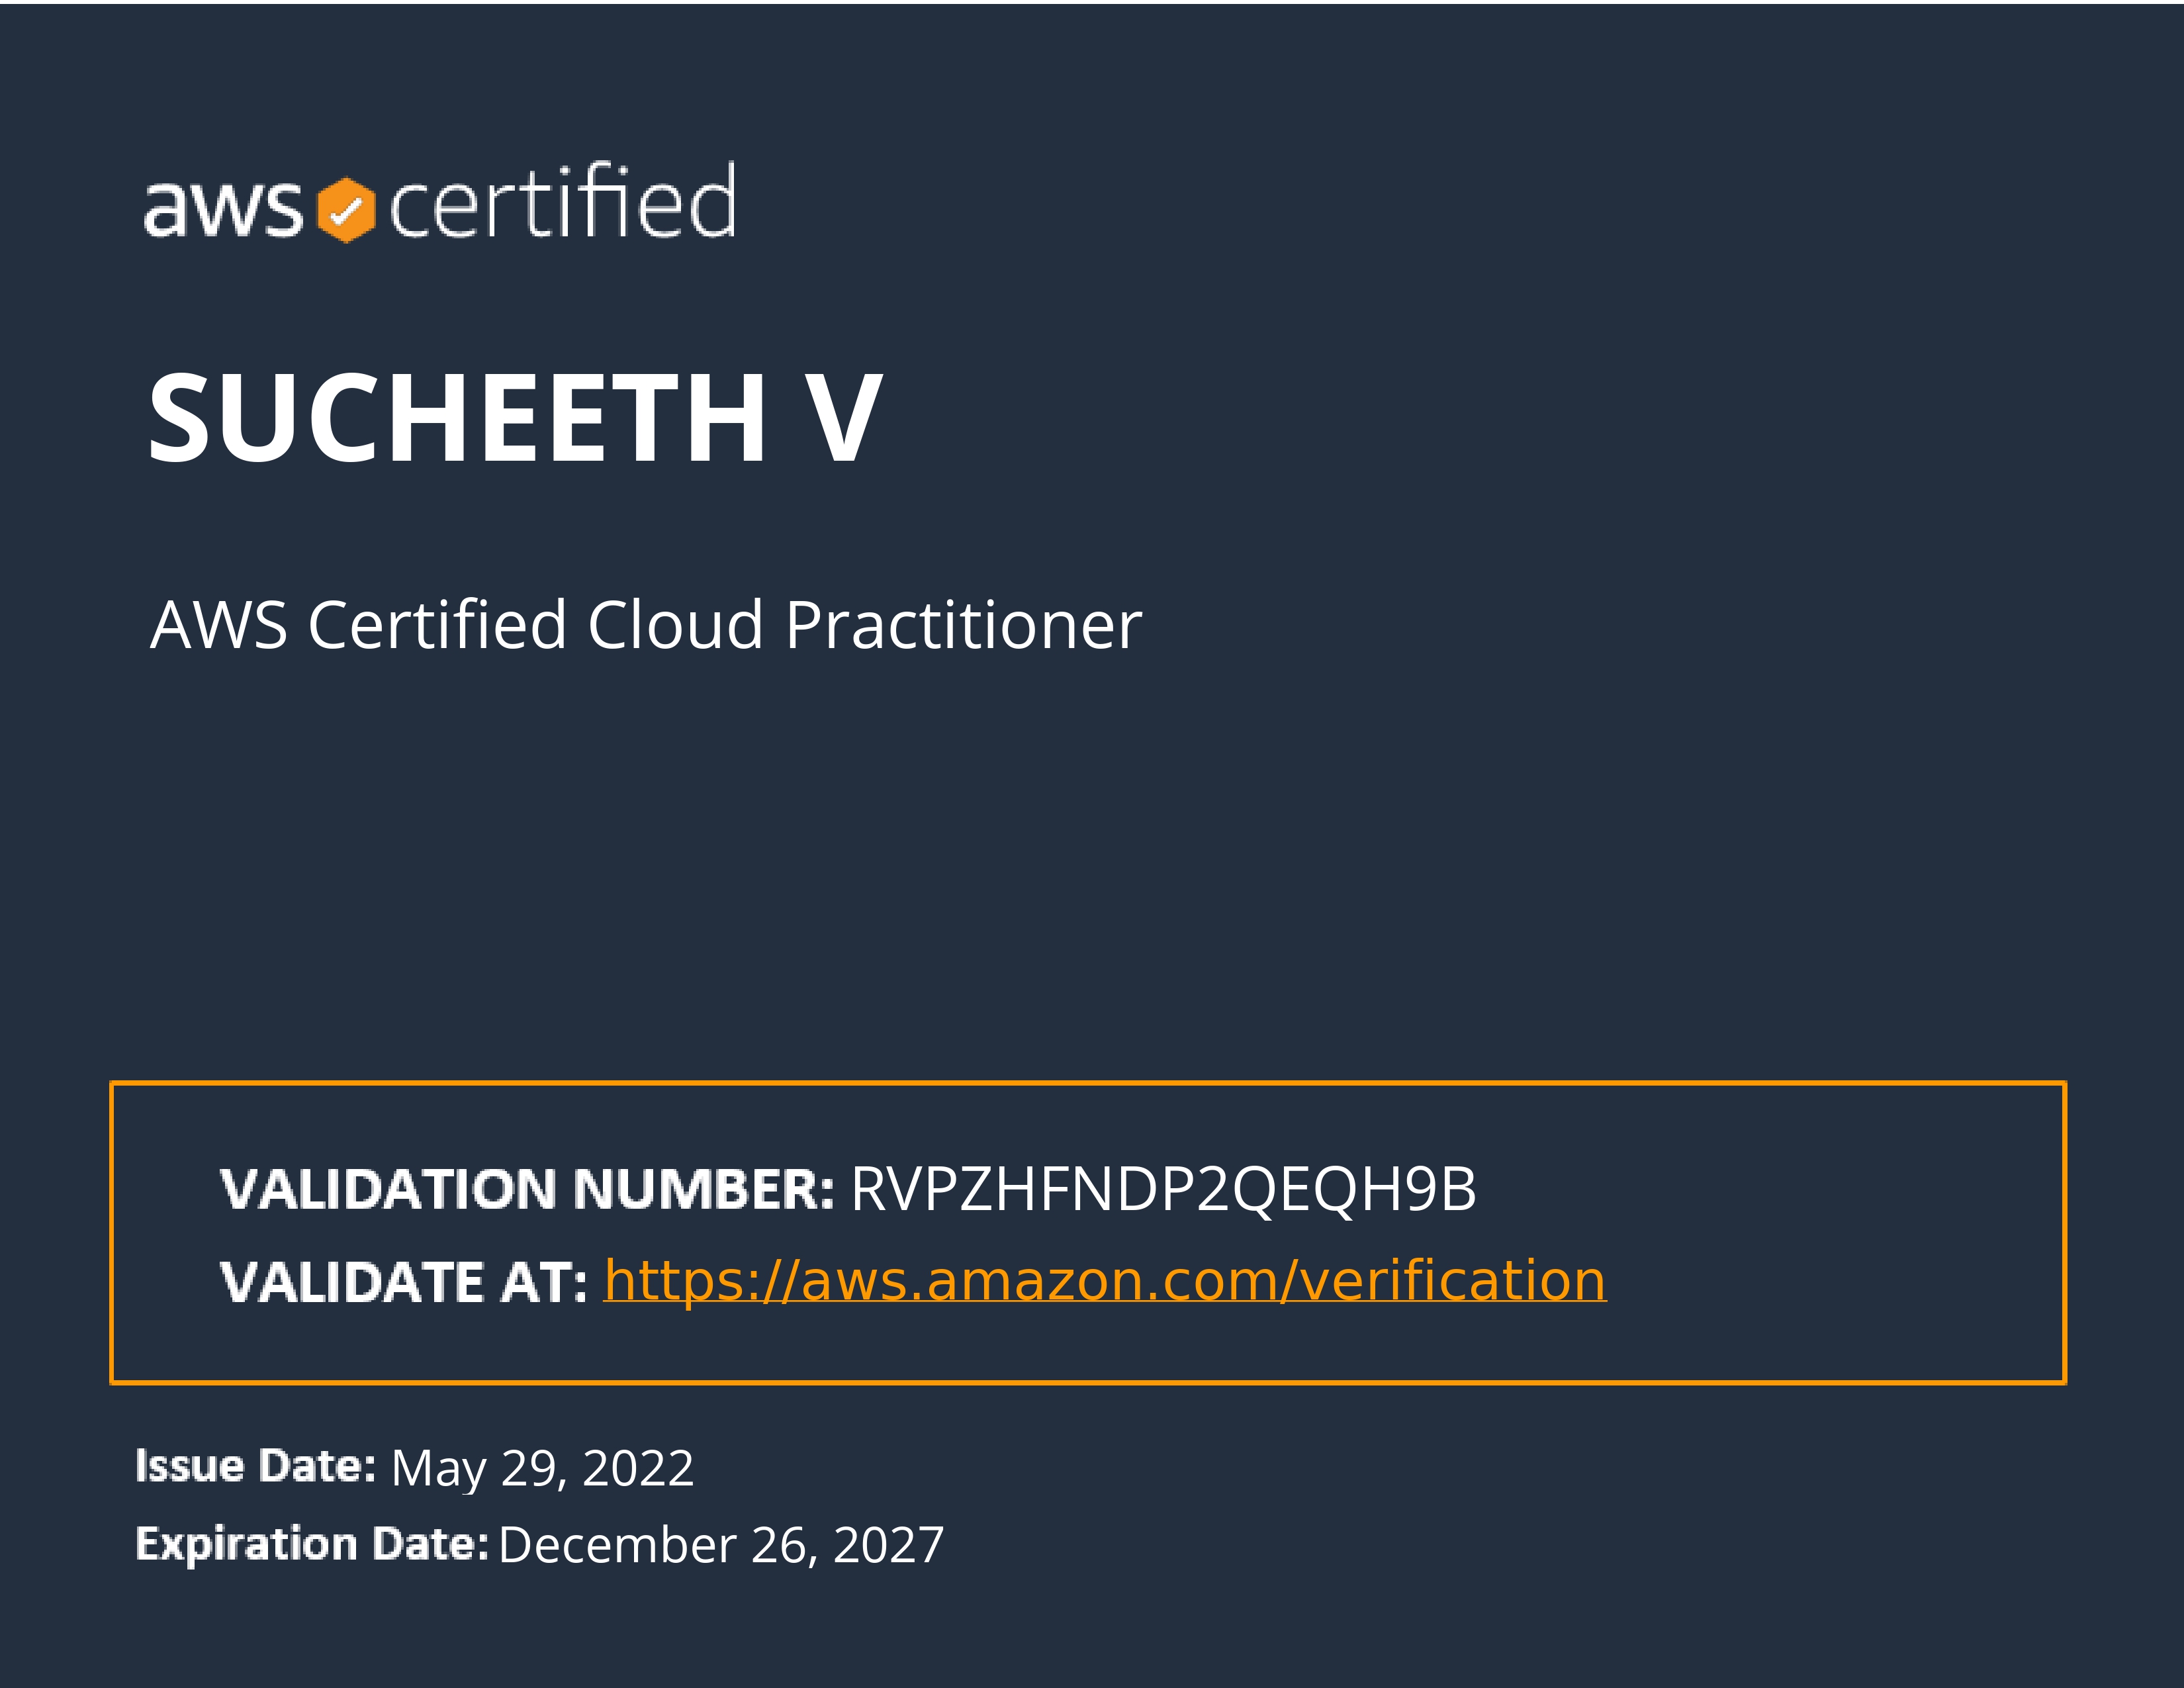 aws certified
SUCHEETH V
AWS Certified Cloud Practitioner
VALIDATION NUMBER: RVPZHFNDP2QEQH9B
VALIDATE AT: https://aws.amazon.com/verification
Issue Date: May 29, 2022
Expiration Date: December 26, 2027